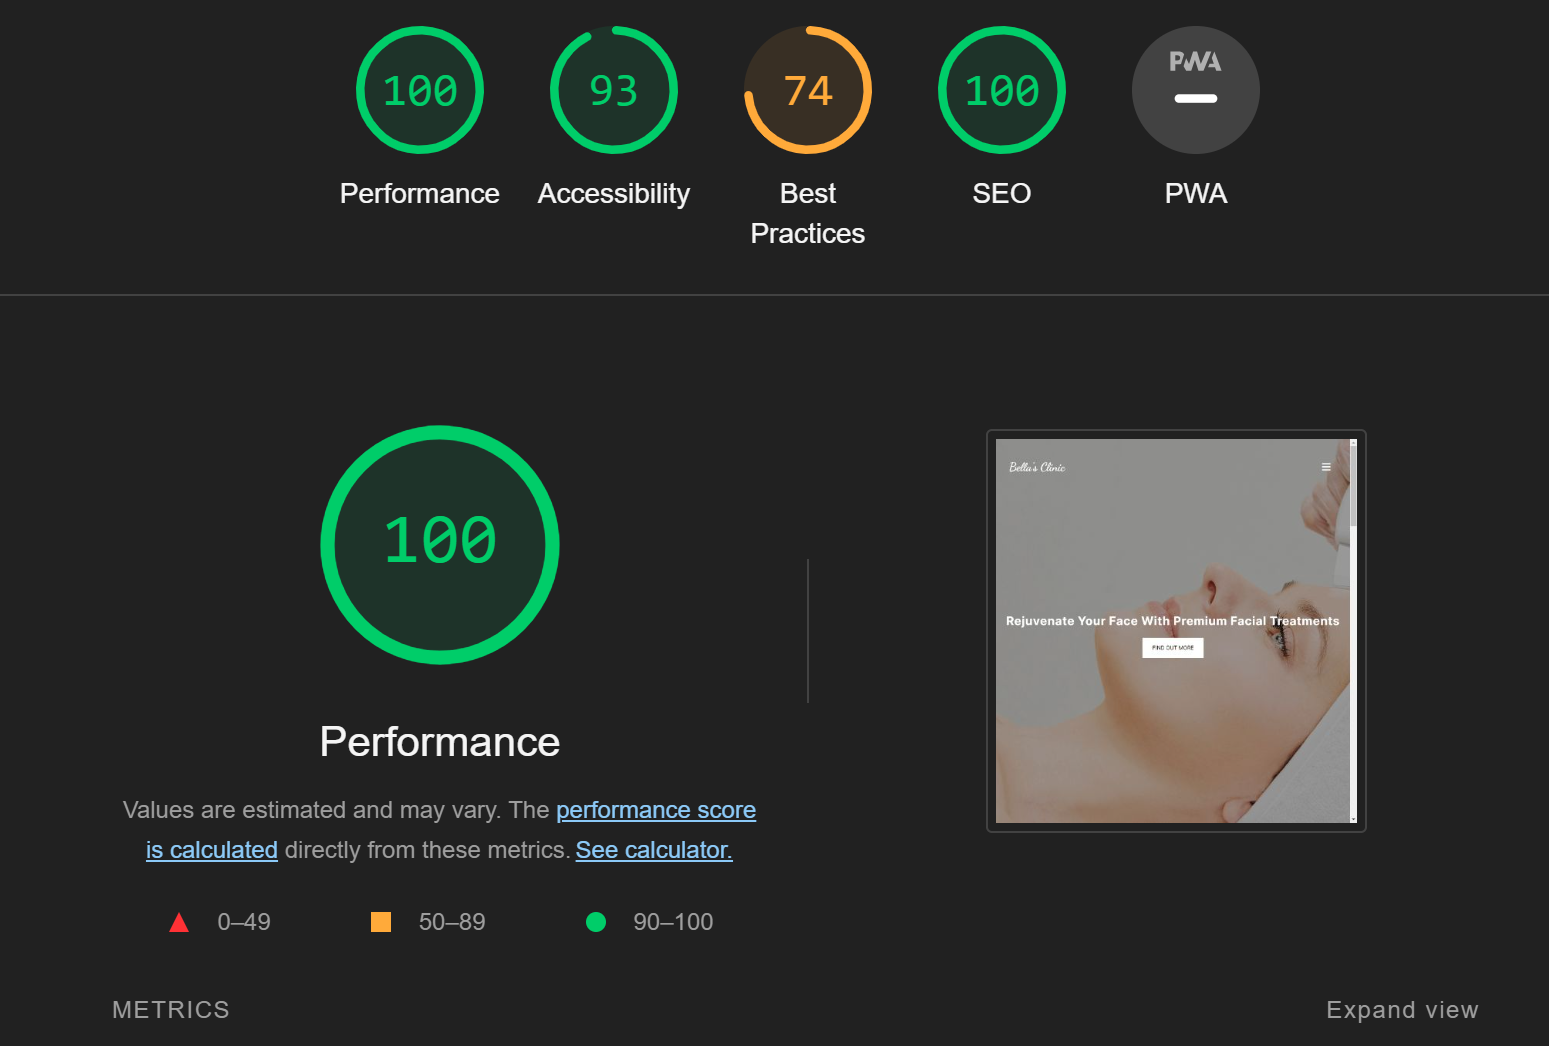 100
93
74
100
PWA
Performance
Accessibility
Best
Practices
SEO
PWA
100
Performance
Values are estimated and may vary. The performance score
is calculated directly from these metrics. See calculator.
0–49
50–89
90–100
Bella's Clinic
Rejuvenate Your Face With Premium Facial Treatments
FIND OUT MORE
METRICS
Expand view